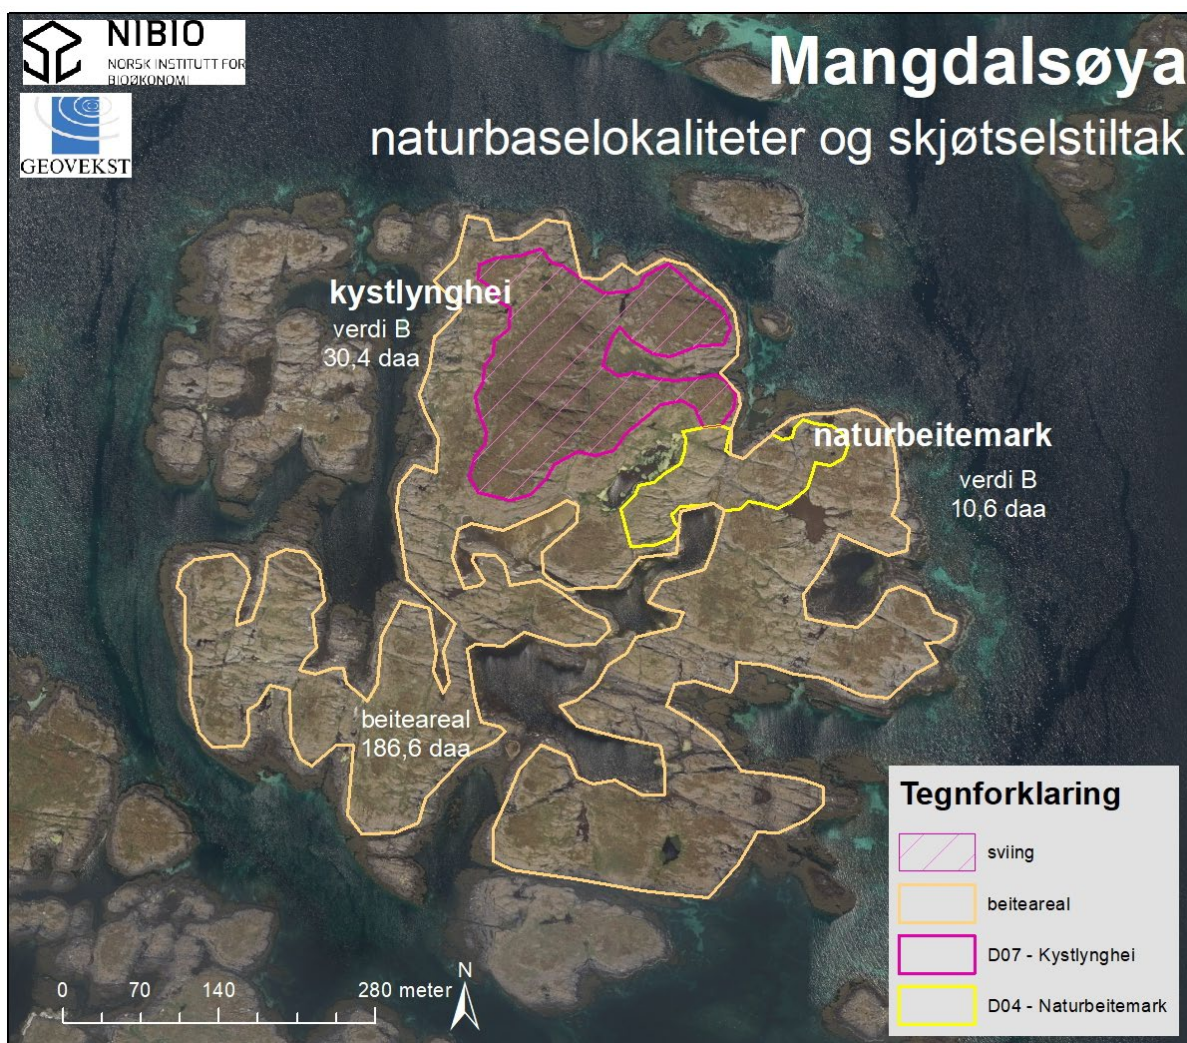 NIBIO
NORSK INSTITUTT FOR
BIOØKONOMI
GEOVEKST
Mangdalsøya
naturbaselokaliteter og skjøtselstiltak
kystlynghei
verdi B
30,4 daa
naturbeitemark
verdi B
10,6 daa
beiteareal
186,6 daa
Tegnforklaring
sviing
beiteareal
D07 - Kystlynghei
D04 - Naturbeitemark
0 70 140 280 meter
N